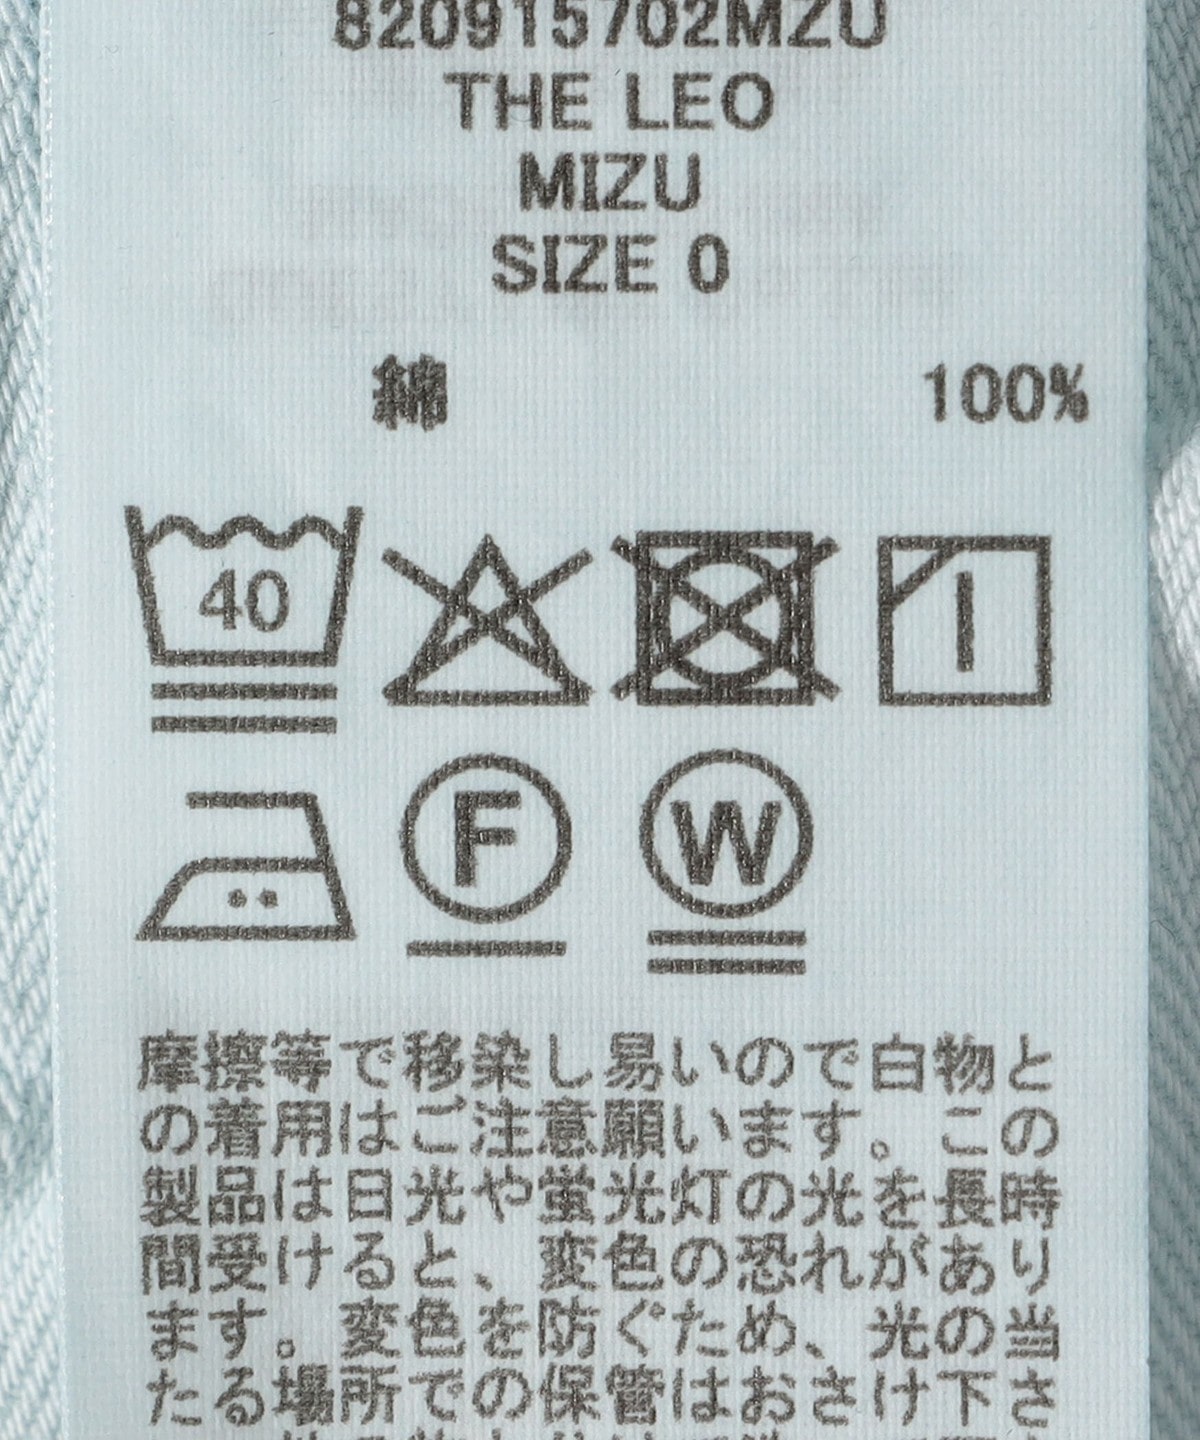 820915702MZU
THE LEO
MIZU
SIZE 0
綿 100%
40
F
W
摩擦等で移染し易いので白物と
の着用はご注意願います。この
製品は日光や蛍光灯の光を長時
間受けると、変色の恐れがあり
ます。変色を防ぐため、光の当
たる場所での保管はおさけ下さ